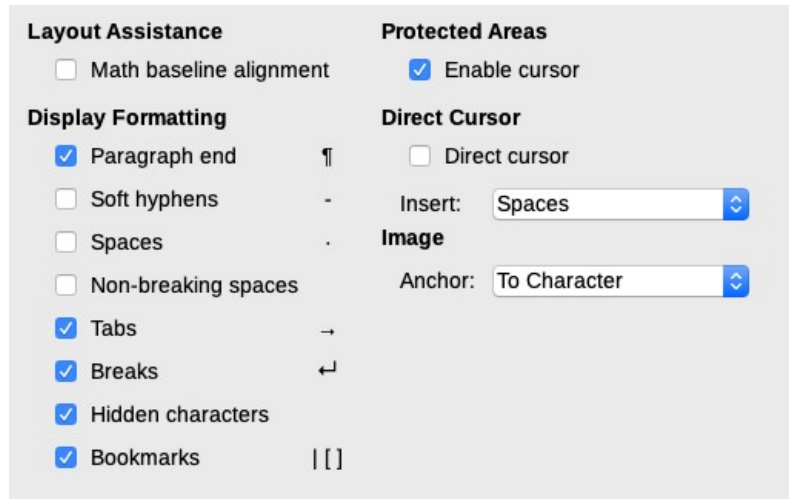 Layout Assistance
Math baseline alignment
Display Formatting
Paragraph end ¶
Soft hyphens -
Spaces ·
Non-breaking spaces
Tabs →
Breaks ↵
Hidden characters
Bookmarks |[]
Protected Areas
Enable cursor
Direct Cursor
Direct cursor
Insert: Spaces
Image
Anchor: To Character